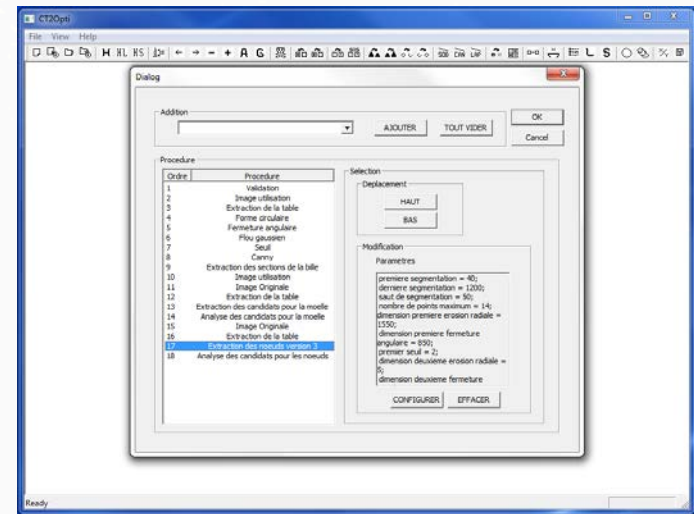 CT2Opti
File View Help
H HL HS
A G
L S
Dialog
Addition
AJOUTER
TOUT VIDER
OK
Cancel
Procedure
Ordre Procedure
1 Validation
2 Image utilisation
3 Extraction de la table
4 Forme circulaire
5 Fermeture angulaire
6 Flou gaussien
7 Seuil
8 Canny
9 Extraction des sections de la bille
10 Image utilisation
11 Image Originale
12 Extraction de la table
13 Extraction des candidats pour la moelle
14 Analyse des candidats pour la moelle
15 Image Originale
16 Extraction de la table
17 Extraction des noeuds version 3
18 Analyse des candidats pour les noeuds
Selection
Deplacement
HAUT
BAS
Modification
Parametres
premiere segmentation = 40;
derniere segmentation = 1200;
saut de segmentation = 50;
nombre de points maximum = 14;
dimension premiere erosion radiale =
1550;
dimension premiere fermeture
angulaire = 850;
premier seuil = 2;
dimension deuxieme erosion radiale =
5;
dimension deuxieme fermeture
CONFIGURER
EFFACER
Ready